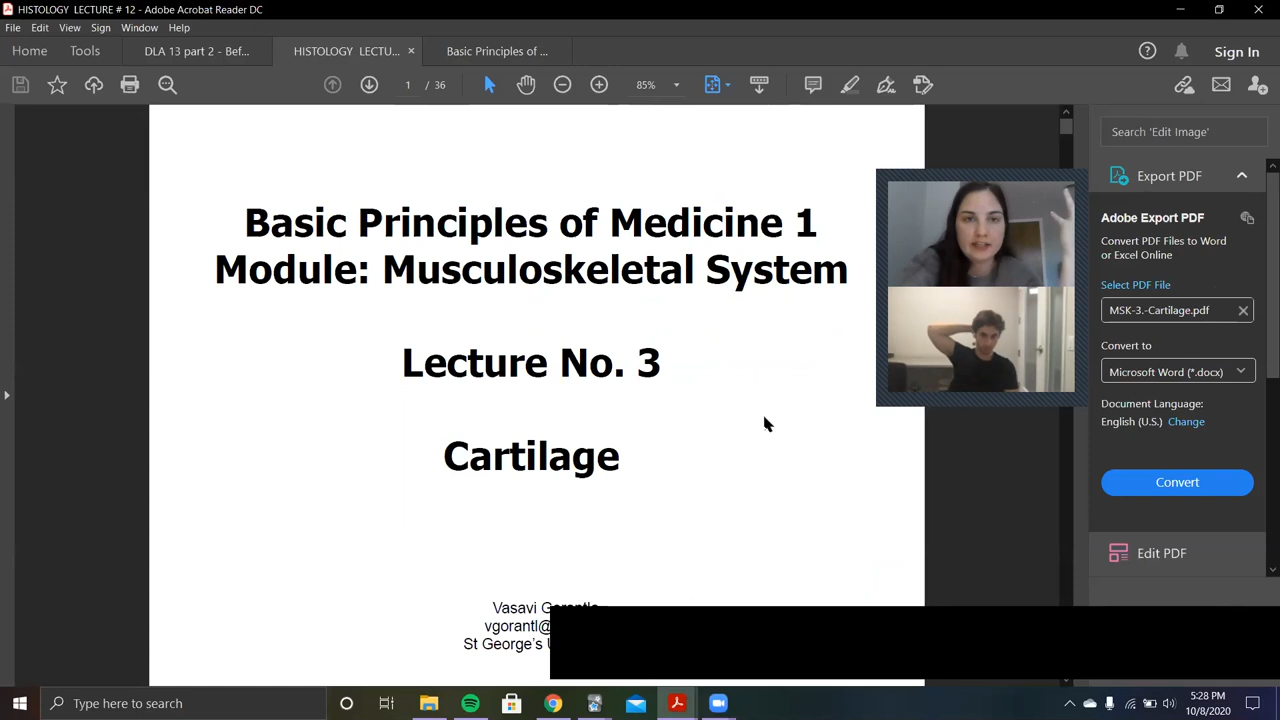 HISTOLOGY LECTURE # 12 - Adobe Acrobat Reader DC
File Edit View Sign Window Help
Home Tools DLA 13 part 2 - Bef... HISTOLOGY LECTU... × Basic Principles of ... Sign In
1 / 36 85%
Basic Principles of Medicine 1
Module: Musculoskeletal System
Lecture No. 3
Cartilage
Vasavi
vgorantl@
St George's
Search 'Edit Image'
Export PDF
Adobe Export PDF
Convert PDF Files to Word
or Excel Online
Select PDF File
MSK-3.-Cartilage.pdf
Convert to
Microsoft Word (*.docx)
Document Language:
English (U.S.) Change
Convert
Edit PDF
Type here to search
5:28 PM
10/8/2020